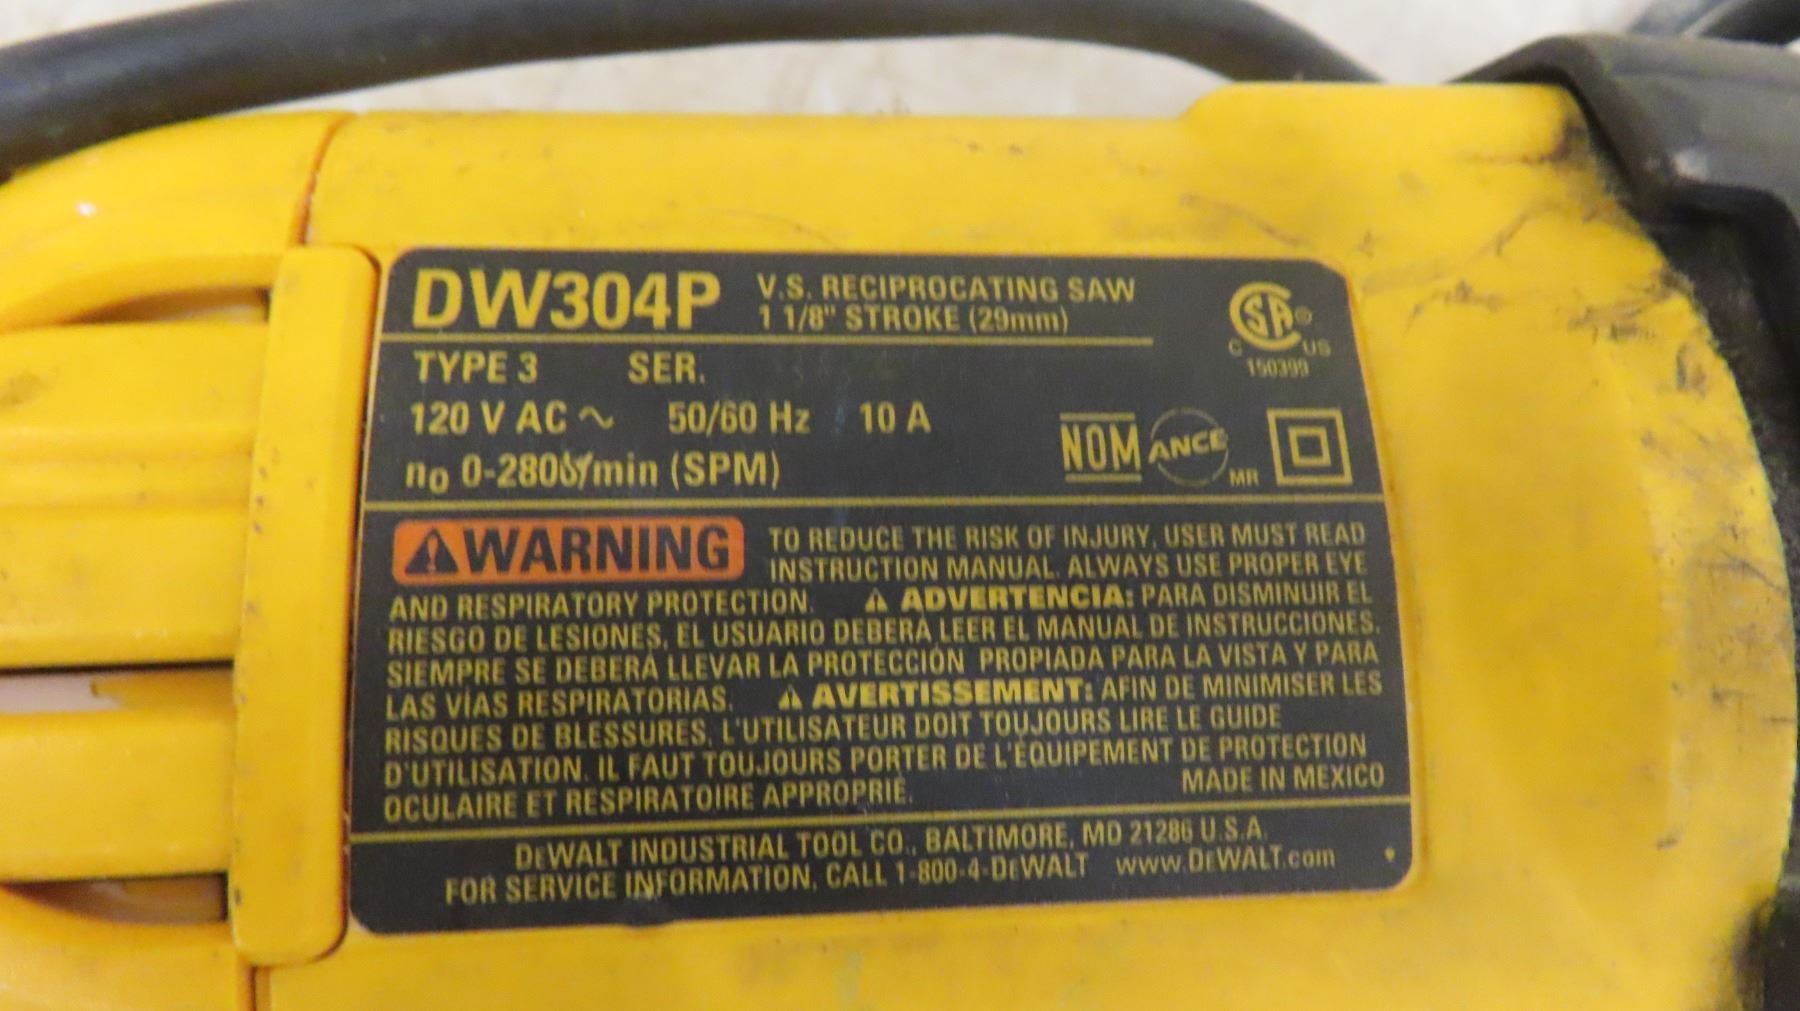 DW304P
V.S. RECIPROCATING SAW
1 1/8" STROKE (29mm)
CSA ®
C US
150399
TYPE 3 SER.
120 V AC ~ 50/60 Hz 10 A
n₀ 0-2800/min (SPM)
NOM ANCE MR
⚠WARNING TO REDUCE THE RISK OF INJURY, USER MUST READ
INSTRUCTION MANUAL. ALWAYS USE PROPER EYE
AND RESPIRATORY PROTECTION. ⚠ ADVERTENCIA: PARA DISMINUIR EL
RIESGO DE LESIONES, EL USUARIO DEBERÁ LEER EL MANUAL DE INSTRUCCIONES.
SIEMPRE SE DEBERÁ LLEVAR LA PROTECCIÓN PROPIADA PARA LA VISTA Y PARA
LAS VÍAS RESPIRATORIAS. ⚠ AVERTISSEMENT: AFIN DE MINIMISER LES
RISQUES DE BLESSURES, L'UTILISATEUR DOIT TOUJOURS LIRE LE GUIDE
D'UTILISATION. IL FAUT TOUJOURS PORTER DE L'ÉQUIPEMENT DE PROTECTION
OCULAIRE ET RESPIRATOIRE APPROPRIÉ. MADE IN MEXICO
DEWALT INDUSTRIAL TOOL CO., BALTIMORE, MD 21286 U.S.A.
FOR SERVICE INFORMATION, CALL 1-800-4-DEWALT www.DEWALT.com